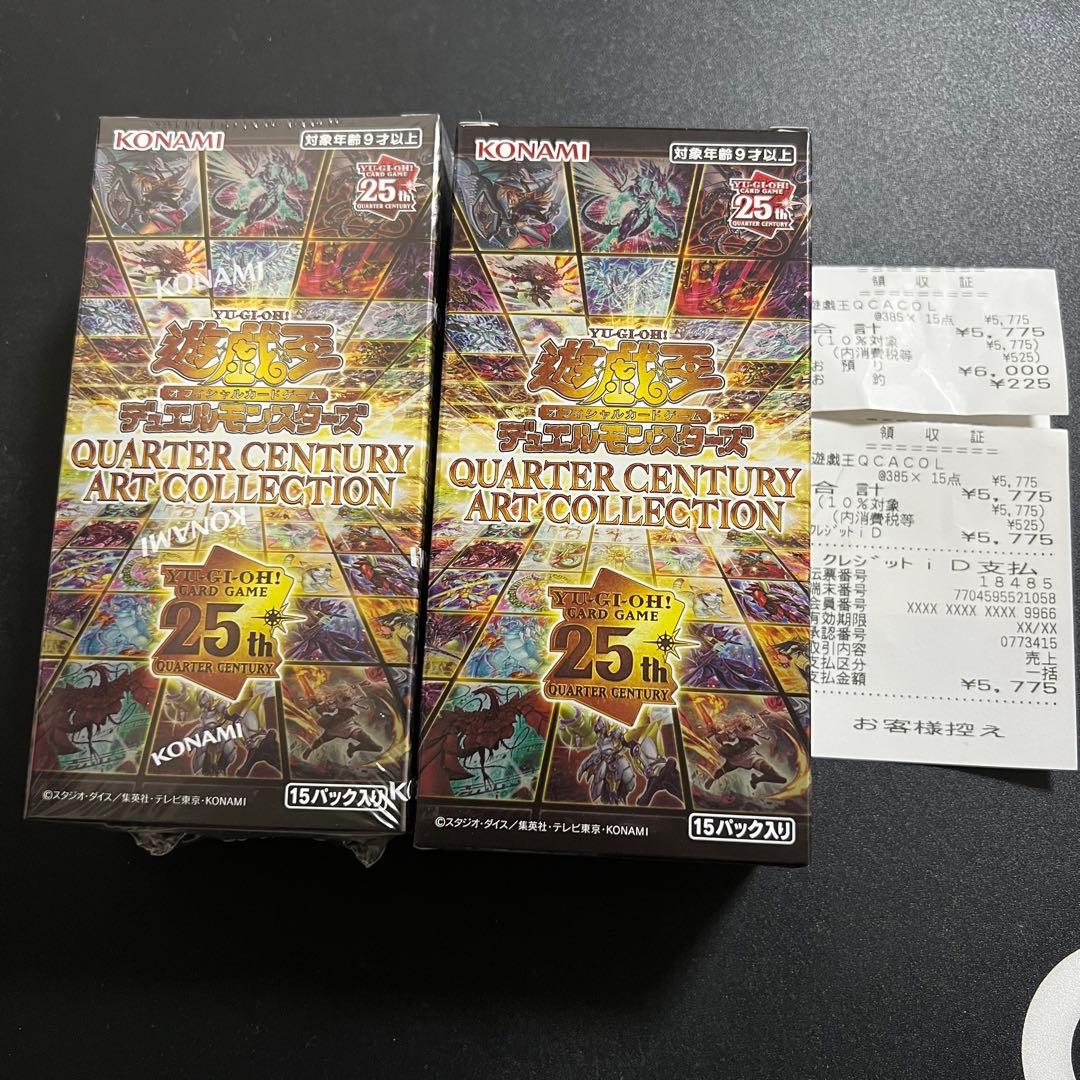 KONAMI
対象年齢9才以上
YU-GI-OH!
CARD GAME
25th
QUARTER CENTURY
KONAMI
YU-GI-OH!
遊戯王
オフィシャルカードゲーム
デュエルモンスターズ
QUARTER CENTURY
ART COLLECTION
KONAMI
YU-GI-OH!
CARD GAME
25th
QUARTER CENTURY
KONAMI
©スタジオ・ダイス/集英社・テレビ東京・KONAMI
15パック入り
KONAMI
対象年齢9才以上
YU-GI-OH!
CARD GAME
25th
QUARTER CENTURY
YU-GI-OH!
遊戯王
オフィシャルカードゲーム
デュエルモンスターズ
QUARTER CENTURY
ART COLLECTION
YU-GI-OH!
CARD GAME
25th
QUARTER CENTURY
©スタジオ・ダイス/集英社・テレビ東京・KONAMI
15パック入り
領収証
遊戯王QCACOL
@385× 15点 ¥5,775
合計 ¥5,775
(10%対象 ¥5,775)
(内消費税等 ¥525)
お預り ¥6,000
お釣 ¥225
領収証
遊戯王QCACOL
@385× 15点 ¥5,775
合計 ¥5,775
(10%対象 ¥5,775)
(内消費税等 ¥525)
クレジットiD ¥5,775
クレジットiD支払
伝票番号 18485
端末番号 7704595521058
会員番号 XXXX XXXX XXXX 9966
有効期限 XX/XX
承認番号 0773415
取引内容 売上
支払区分 一括
支払金額 ¥5,775
お客様控え